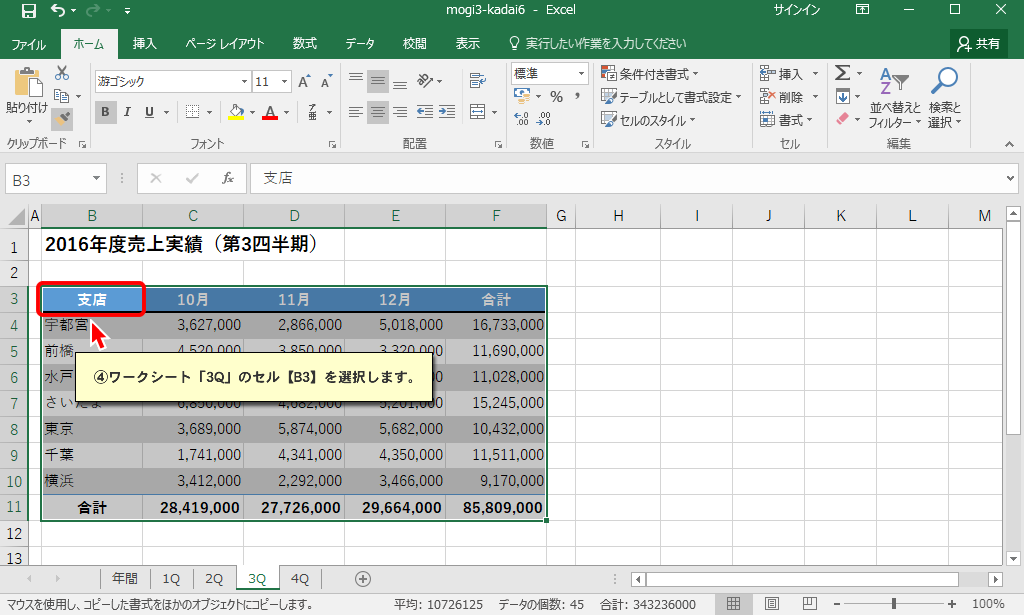 mogi3-kadai6 - Excel
サインイン
ファイル ホーム 挿入 ページ レイアウト 数式 データ 校閲 表示 実行したい作業を入力してください 共有
貼り付け
クリップボード
游ゴシック 11
B I U
フォント
配置
標準
% ,
数値
条件付き書式
テーブルとして書式設定
セルのスタイル
スタイル
挿入
削除
書式
セル
並べ替えと
フィルター
検索と
選択
編集
B3 fx 支店
A B C D E F G H I J K L M
1 2016年度売上実績（第3四半期）
2
3 支店 10月 11月 12月 合計
4 宇都宮 3,627,000 2,866,000 5,018,000 16,733,000
5 前橋 4,520,000 3,850,000 3,320,000 11,690,000
6 水戸 11,028,000
④ワークシート「3Q」のセル【B3】を選択します。
7 さいたま 6,850,000 4,682,000 5,201,000 15,245,000
8 東京 3,689,000 5,874,000 5,682,000 10,432,000
9 千葉 1,741,000 4,341,000 4,350,000 11,511,000
10 横浜 3,412,000 2,292,000 3,466,000 9,170,000
11 合計 28,419,000 27,726,000 29,664,000 85,809,000
12
13
年間 1Q 2Q 3Q 4Q
マウスを使用し、コピーした書式をほかのオブジェクトにコピーします。 平均: 10726125 データの個数: 45 合計: 343236000 100%